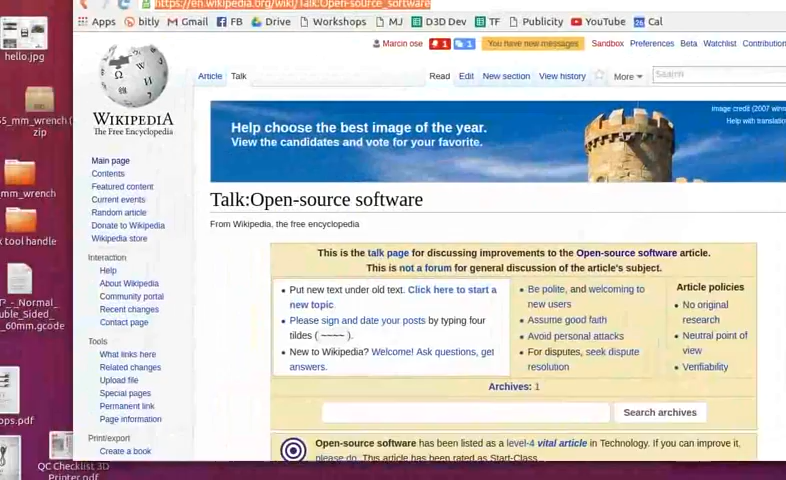 https://en.wikipedia.org/wiki/Talk:Open-source_software
Apps bitly Gmail FB Drive Workshops MJ D3D Dev TF Publicity YouTube 26 Cal
hello.jpg
Marcin ose 1 1 You have new messages Sandbox Preferences Beta Watchlist
Article Talk Read Edit New section View history More Search
WIKIPEDIA
The Free Encyclopedia
image credit (2007
Help with
Help choose the best image of the year.
View the candidates and vote for your favorite.
mm_wrench
zip
Main page
Contents
Featured content
Current events
Random article
Donate to Wikipedia
Wikipedia store
mm_wrench
tool handle
Talk:Open-source software
From Wikipedia, the free encyclopedia
Interaction
Help
About Wikipedia
Community portal
Recent changes
Contact page
This is the talk page for discussing improvements to the Open-source software article.
This is not a forum for general discussion of the article's subject.
• Put new text under old text. Click here to start a
new topic.
• Please sign and date your posts by typing four
tildes ( ~~~~ ).
• New to Wikipedia? Welcome! Ask questions, get
answers.
• Be polite, and welcoming to
new users
• Assume good faith
• Avoid personal attacks
• For disputes, seek dispute
resolution
Article policies
• No original
research
• Neutral point of
view
• Verifiability
_60mm.gcode
Tools
What links here
Related changes
Upload file
Special pages
Permanent link
Page information
Archives: 1
Search archives
ops.pdf
Print/export
Create a book
Open-source software has been listed as a level-4 vital article in Technology. If you can improve it,
please do. This article has been rated as Start-Class.
QC Checklist 3D
Printer.pdf